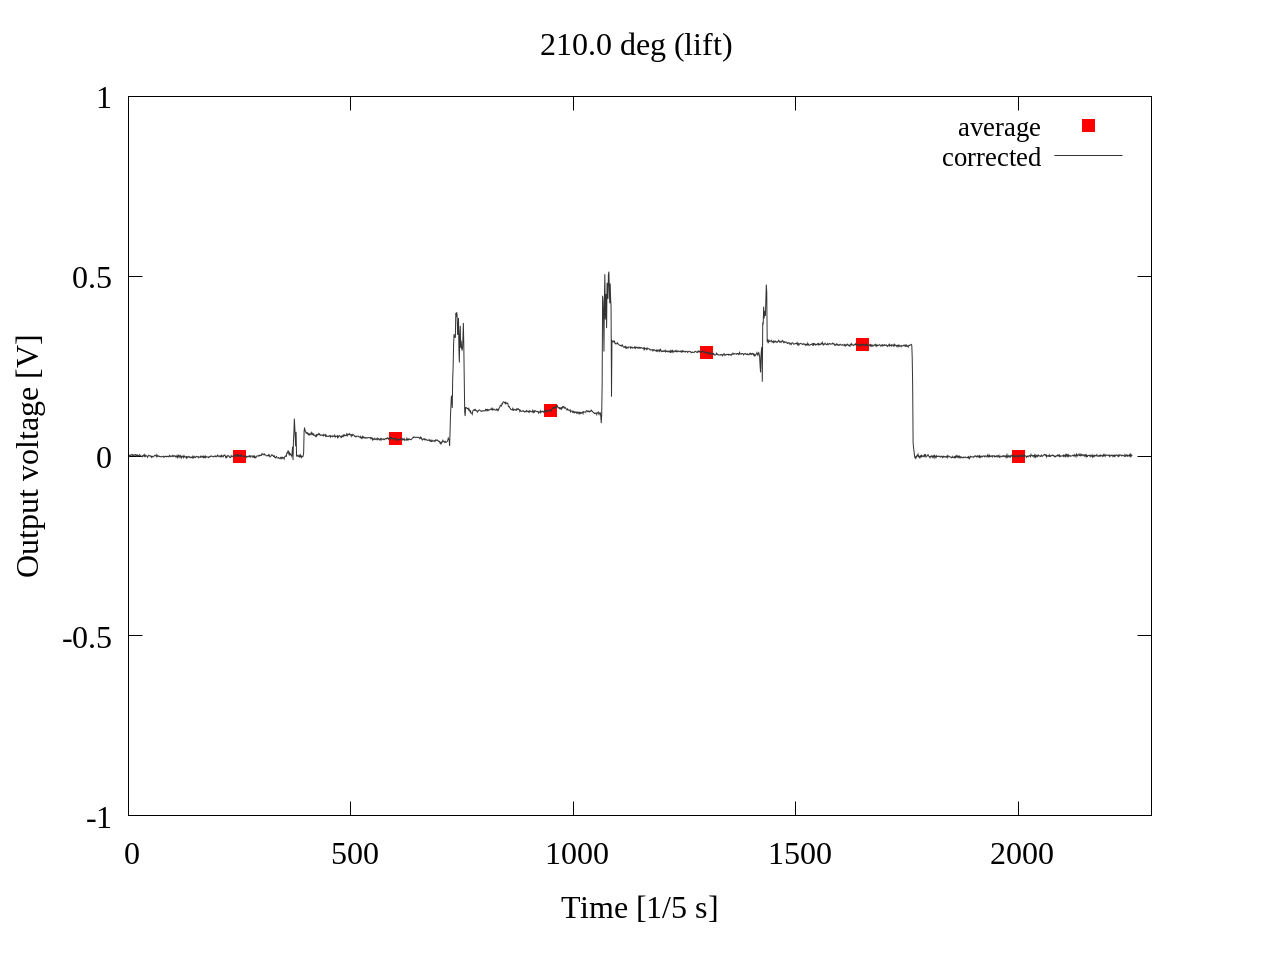 210.0 deg (lift)
1
0.5
0
-0.5
-1
Output voltage [V]
average
corrected
0 500 1000 1500 2000
Time [1/5 s]